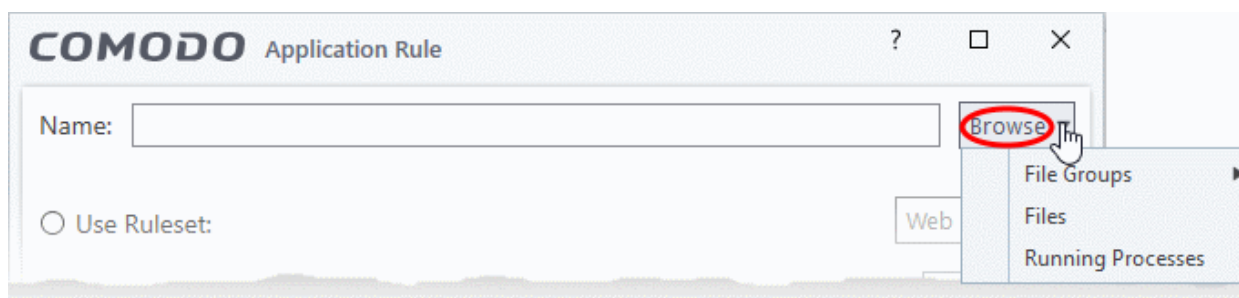 COMODO Application Rule ?
Name: Browse
File Groups
Use Ruleset: Web Files
Running Processes